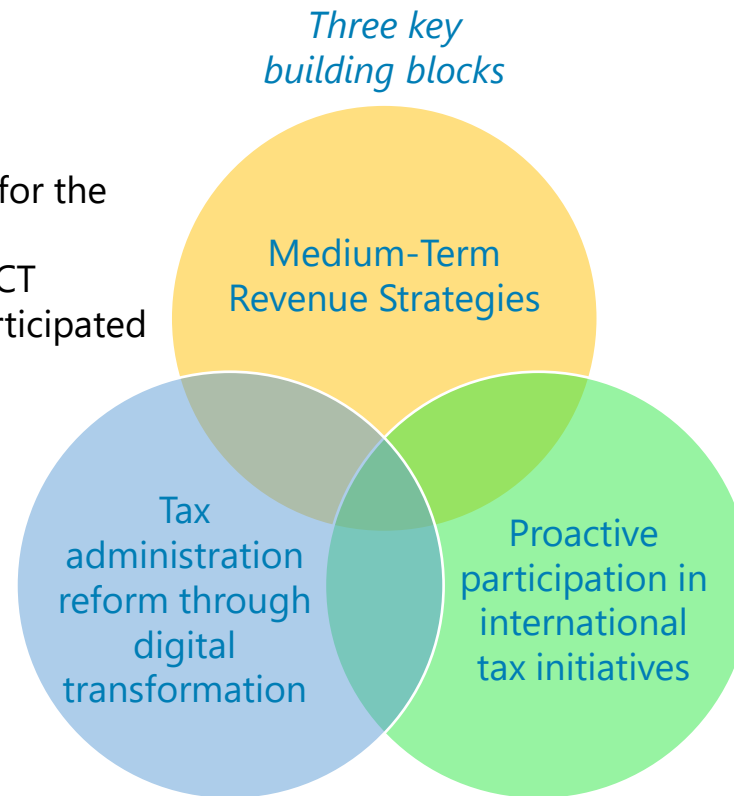 Three key
building blocks
for the
CT
rticipated
Medium-Term
Revenue Strategies
Tax
administration
reform through
digital
transformation
Proactive
participation in
international
tax initiatives